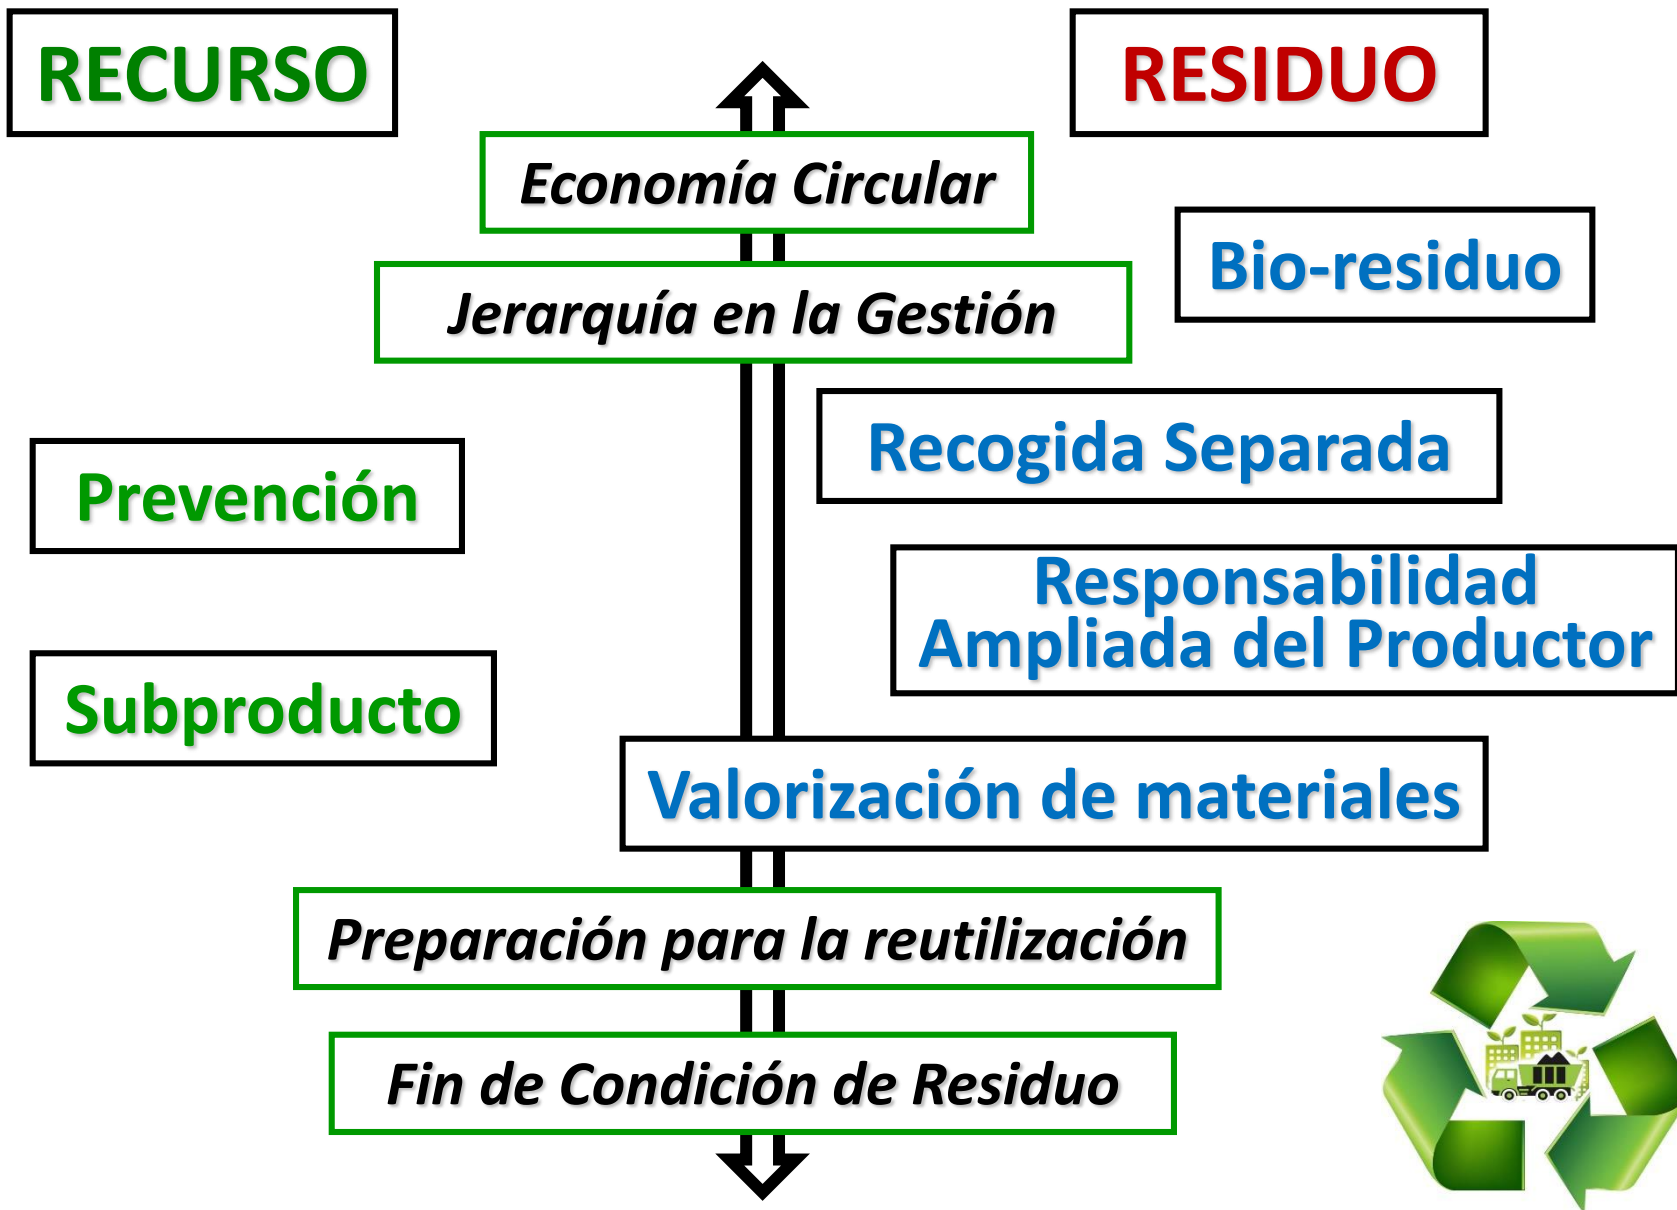 RECURSO
RESIDUO
Economía Circular
Bio-residuo
Jerarquía en la Gestión
Recogida Separada
Prevención
Responsabilidad
Ampliada del Productor
Subproducto
Valorización de materiales
Preparación para la reutilización
Fin de Condición de Residuo